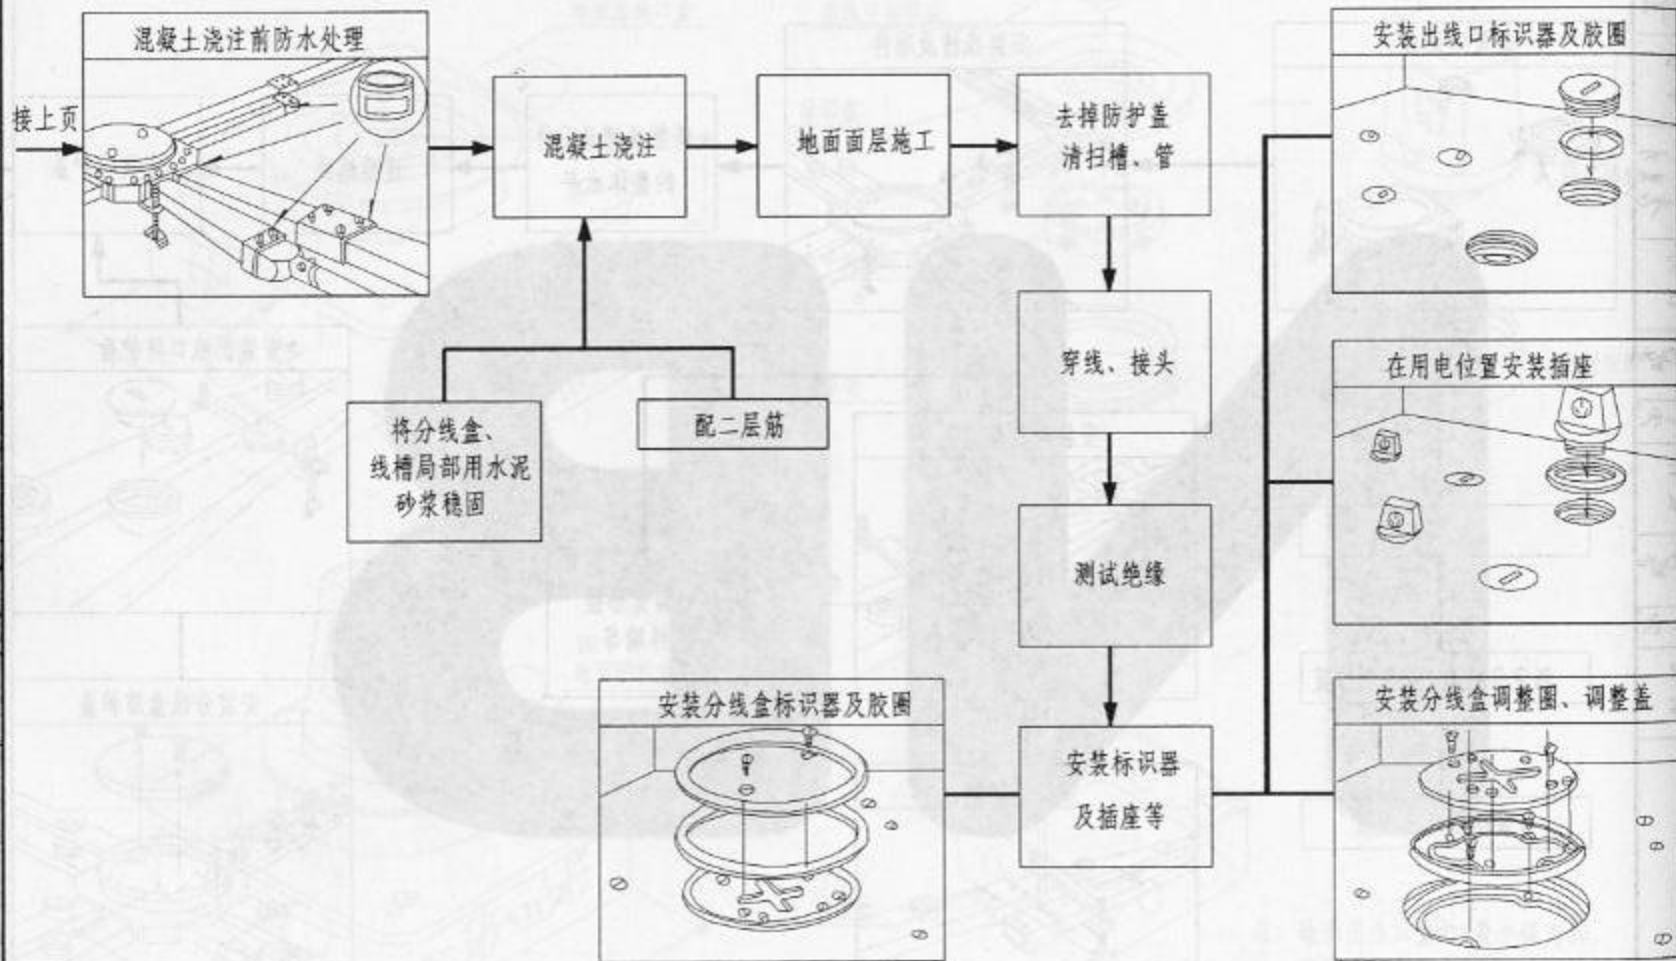 接上页
混凝土浇注前防水处理
混凝土浇注
地面面层施工
去掉防护盖
清扫槽、管
将分线盒、
线槽局部用水泥
砂浆稳固
配二层筋
穿线、接头
测试绝缘
安装标识器
及插座等
安装分线盒标识器及胶圈
安装出线口标识器及胶圈
在用电位置安装插座
安装分线盒调整圈、调整盖